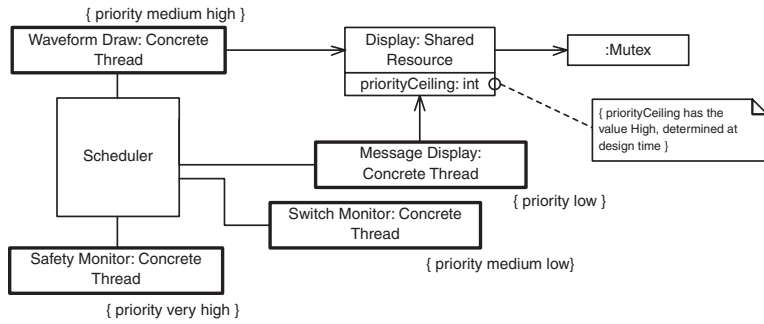 { priority medium high }
Waveform Draw: Concrete
Thread
Display: Shared
Resource
priorityCeiling: int
:Mutex
{ priorityCeiling has the
value High, determined at
design time }
Scheduler
Message Display:
Concrete Thread
{ priority low }
Switch Monitor: Concrete
Thread
{ priority medium low}
Safety Monitor: Concrete
Thread
{ priority very high }